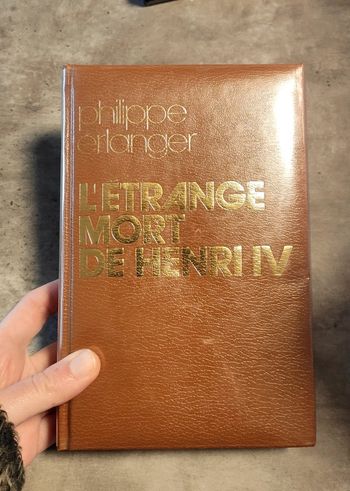 philippe
erlanger
L'ÉTRANGE
MORT
DE HENRI IV